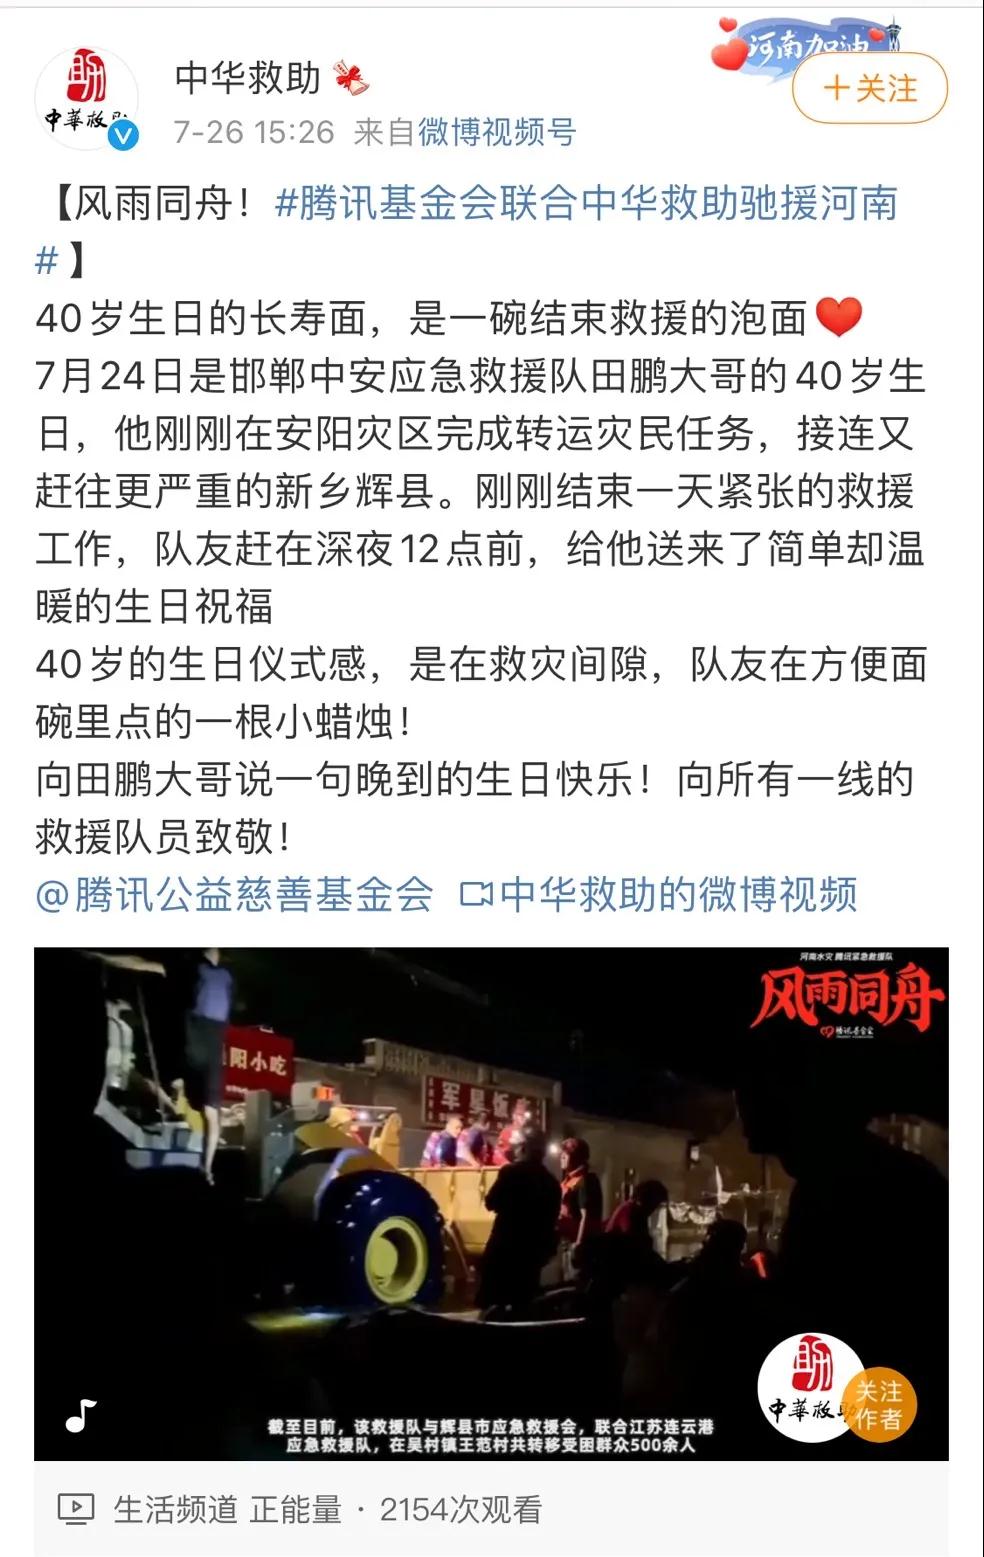 河南加油
助
中華救助
中华救助
+关注
7-26 15:26 来自微博视频号
【风雨同舟！#腾讯基金会联合中华救助驰援河南
#】
40岁生日的长寿面，是一碗结束救援的泡面
7月24日是邯郸中安应急救援队田鹏大哥的40岁生
日，他刚刚在安阳灾区完成转运灾民任务，接连又
赶往更严重的新乡辉县。刚刚结束一天紧张的救援
工作，队友赶在深夜12点前，给他送来了简单却温
暖的生日祝福
40岁的生日仪式感，是在救灾间隙，队友在方便面
碗里点的一根小蜡烛！
向田鹏大哥说一句晚到的生日快乐！向所有一线的
救援队员致敬！
@腾讯公益慈善基金会 中华救助的微博视频
河南水灾 腾讯紧急救援队
风雨同舟
腾讯基金会
阳小吃
军昊饭
助
中華救助
关注
作者
截至目前，该救援队与辉县市应急救援会，联合江苏连云港
应急救援队，在吴村镇王范村共转移受困群众500余人
生活频道 正能量 · 2154次观看